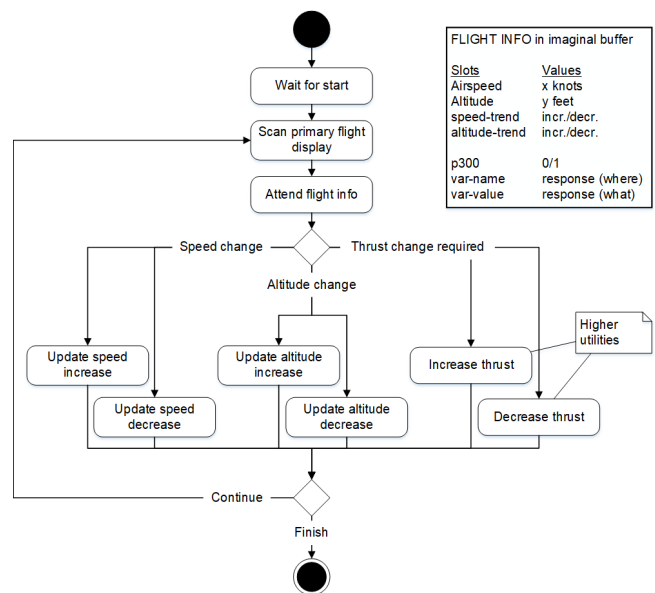 FLIGHT INFO in imaginal buffer
Slots Values
Airspeed x knots
Altitude y feet
speed-trend incr./decr.
altitude-trend incr./decr.
p300 0/1
var-name response (where)
var-value response (what)
Wait for start
Scan primary flight
display
Attend flight info
Speed change
Thrust change required
Altitude change
Higher
utilities
Update speed
increase
Update altitude
increase
Increase thrust
Update speed
decrease
Update altitude
decrease
Decrease thrust
Continue
Finish